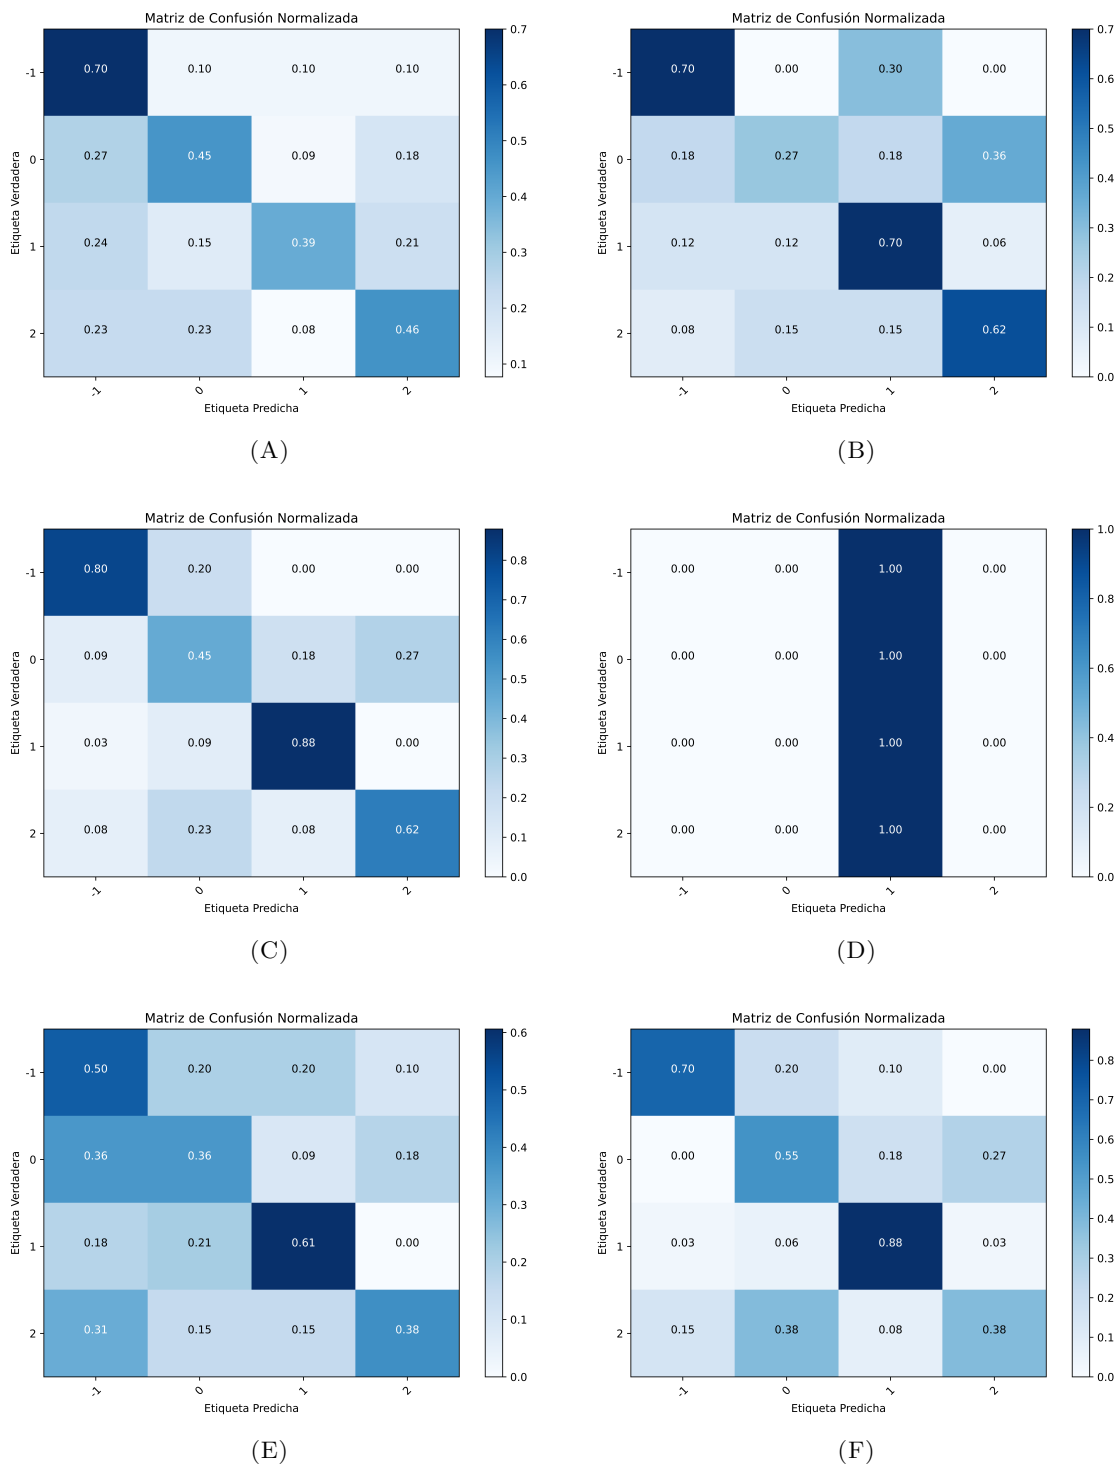 Matriz de Confusión Normalizada
Etiqueta Verdadera
-1 0.70 0.10 0.10 0.10
0 0.27 0.45 0.09 0.18
1 0.24 0.15 0.39 0.21
2 0.23 0.23 0.08 0.46
-1 0 1 2
Etiqueta Predicha
0.7
0.6
0.5
0.4
0.3
0.2
0.1
(A)
Matriz de Confusión Normalizada
Etiqueta Verdadera
-1 0.70 0.00 0.30 0.00
0 0.18 0.27 0.18 0.36
1 0.12 0.12 0.70 0.06
2 0.08 0.15 0.15 0.62
-1 0 1 2
Etiqueta Predicha
0.7
0.6
0.5
0.4
0.3
0.2
0.1
0.0
(B)
Matriz de Confusión Normalizada
Etiqueta Verdadera
-1 0.80 0.20 0.00 0.00
0 0.09 0.45 0.18 0.27
1 0.03 0.09 0.88 0.00
2 0.08 0.23 0.08 0.62
-1 0 1 2
Etiqueta Predicha
0.8
0.7
0.6
0.5
0.4
0.3
0.2
0.1
0.0
(C)
Matriz de Confusión Normalizada
Etiqueta Verdadera
-1 0.00 0.00 1.00 0.00
0 0.00 0.00 1.00 0.00
1 0.00 0.00 1.00 0.00
2 0.00 0.00 1.00 0.00
-1 0 1 2
Etiqueta Predicha
1.0
0.8
0.6
0.4
0.2
0.0
(D)
Matriz de Confusión Normalizada
Etiqueta Verdadera
-1 0.50 0.20 0.20 0.10
0 0.36 0.36 0.09 0.18
1 0.18 0.21 0.61 0.00
2 0.31 0.15 0.15 0.38
-1 0 1 2
Etiqueta Predicha
0.6
0.5
0.4
0.3
0.2
0.1
0.0
(E)
Matriz de Confusión Normalizada
Etiqueta Verdadera
-1 0.70 0.20 0.10 0.00
0 0.00 0.55 0.18 0.27
1 0.03 0.06 0.88 0.03
2 0.15 0.38 0.08 0.38
-1 0 1 2
Etiqueta Predicha
0.8
0.7
0.6
0.5
0.4
0.3
0.2
0.1
0.0
(F)